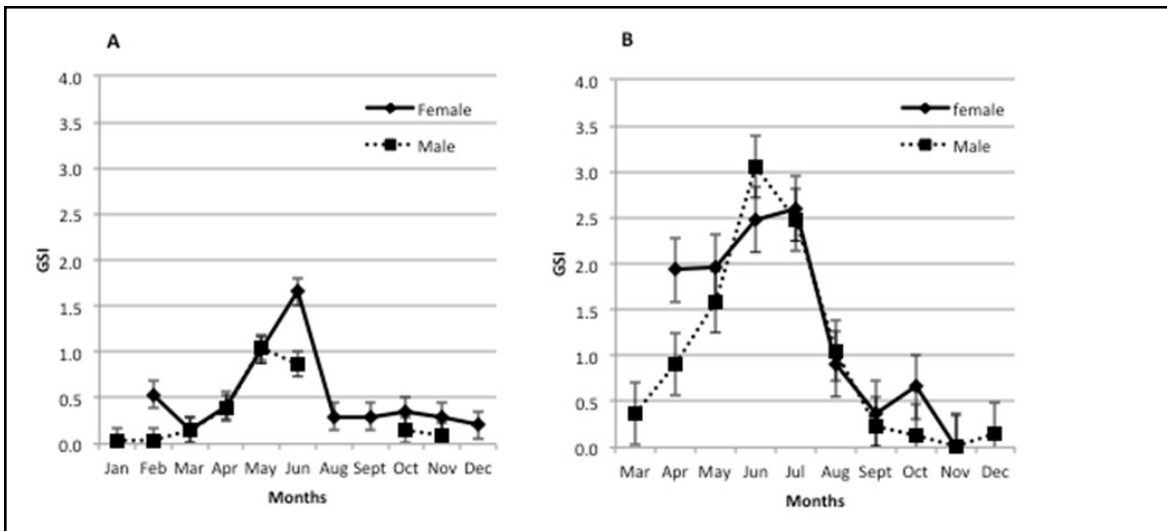 A
GSI
4.0
3.5
3.0
2.5
2.0
1.5
1.0
0.5
0.0
Female
Male
Jan Feb Mar Apr May Jun Aug Sept Oct Nov Dec
Months
B
GSI
4.0
3.5
3.0
2.5
2.0
1.5
1.0
0.5
0.0
female
Male
Mar Apr May Jun Jul Aug Sept Oct Nov Dec
Months